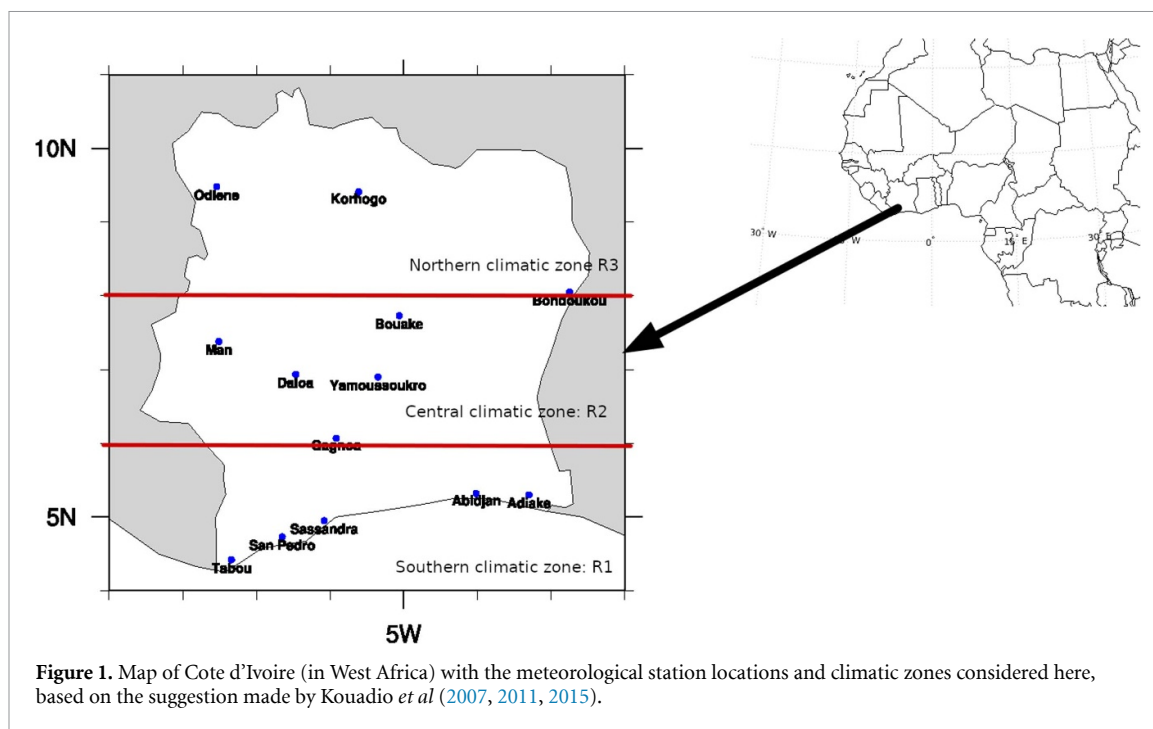 10N
Odiene
Korhogo
Northern climatic zone R3
Bondoukou
Bouake
Man
Daloa
Yamoussoukro
Central climatic zone: R2
Gagnoa
Abidjan
Adiake
5N
Sassandra
San Pedro
Tabou
Southern climatic zone: R1
5W
30° W
W
0°
15° E
30° E
Figure 1. Map of Cote d'Ivoire (in West Africa) with the meteorological station locations and climatic zones considered here,
based on the suggestion made by Kouadio et al (2007, 2011, 2015).